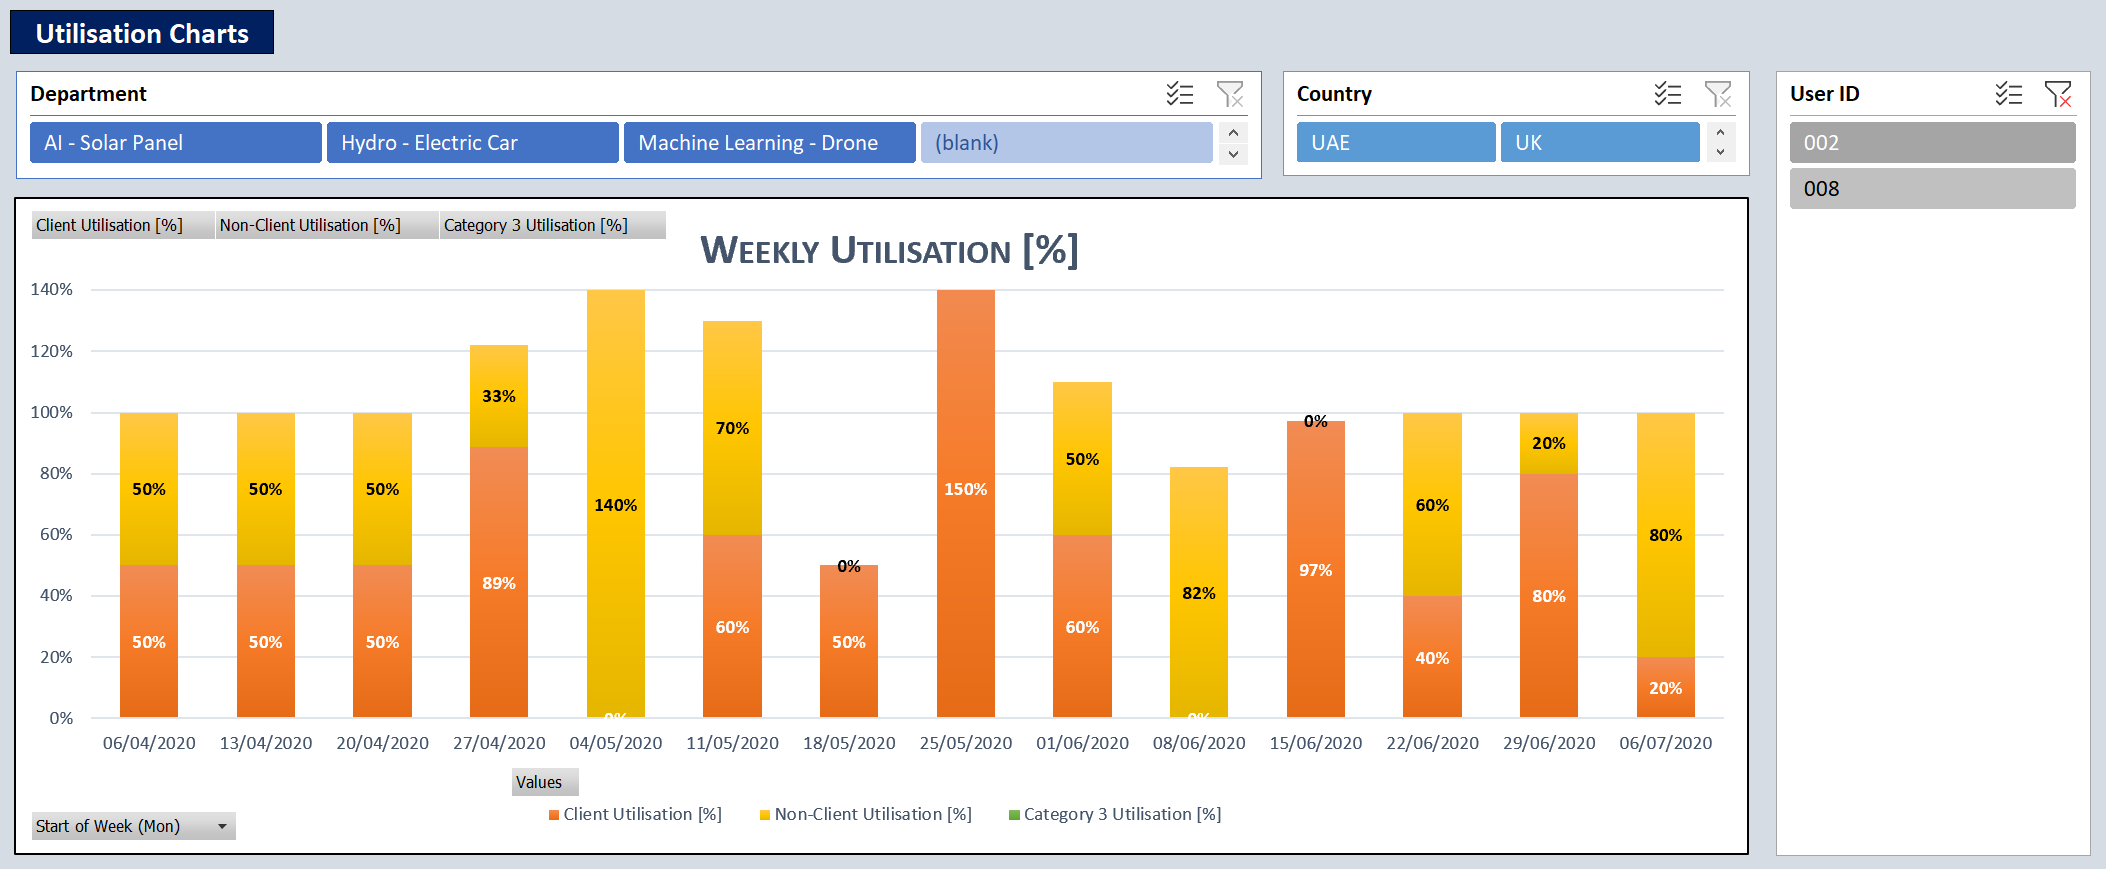 Utilisation Charts
Department
AI - Solar Panel
Hydro - Electric Car
Machine Learning - Drone
(blank)
Country
UAE
UK
User ID
002
008
Client Utilisation [%]
Non-Client Utilisation [%]
Category 3 Utilisation [%]
WEEKLY UTILISATION [%]
140%
120%
100%
80%
60%
40%
20%
0%
50%
50%
50%
33%
140%
70%
0%
150%
50%
82%
0%
60%
20%
80%
50%
50%
50%
89%
0%
60%
50%
60%
0%
97%
40%
80%
20%
06/04/2020
13/04/2020
20/04/2020
27/04/2020
04/05/2020
11/05/2020
18/05/2020
25/05/2020
01/06/2020
08/06/2020
15/06/2020
22/06/2020
29/06/2020
06/07/2020
Values
Client Utilisation [%]
Non-Client Utilisation [%]
Category 3 Utilisation [%]
Start of Week (Mon)